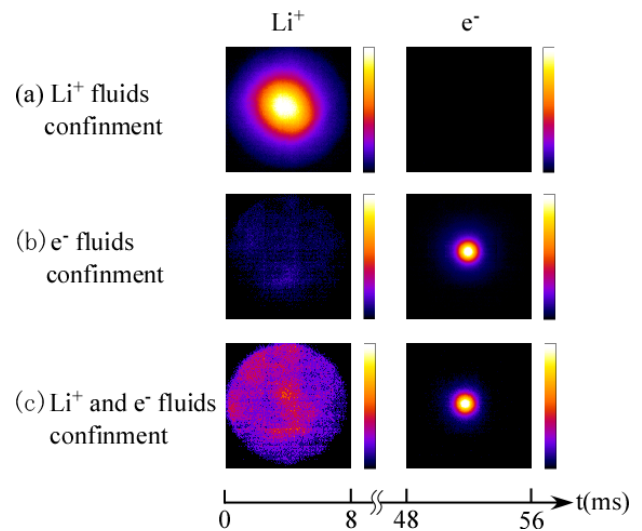 Li⁺ e⁻
(a) Li⁺ fluids
confinment
(b) e⁻ fluids
confinment
(c) Li⁺ and e⁻ fluids
confinment
0 8 48 56 t(ms)